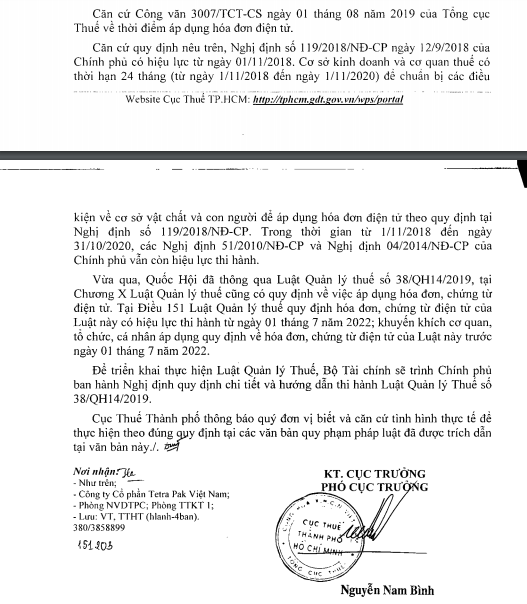 Căn cứ Công văn 3007/TCT-CS ngày 01 tháng 08 năm 2019 của Tổng cục
Thuế về thời điểm áp dụng hóa đơn điện tử.
Căn cứ quy định nêu trên, Nghị định số 119/2018/NĐ-CP ngày 12/9/2018 của
Chính phủ có hiệu lực từ ngày 01/11/2018. Cơ sở kinh doanh và cơ quan thuế có
thời hạn 24 tháng (từ ngày 1/11/2018 đến ngày 1/11/2020) để chuẩn bị các điều
Website Cục Thuế TP.HCM: http://tphcm.gdt.gov.vn/wps/portal
kiện về cơ sở vật chất và con người để áp dụng hóa đơn điện tử theo quy định tại
Nghị định số 119/2018/NĐ-CP. Trong thời gian từ 1/11/2018 đến ngày
31/10/2020, các Nghị định 51/2010/NĐ-CP và Nghị định 04/2014/NĐ-CP của
Chính phủ vẫn còn hiệu lực thi hành.
Vừa qua, Quốc Hội đã thông qua Luật Quản lý thuế số 38/QH14/2019, tại
Chương X Luật Quản lý thuế cũng có quy định về việc áp dụng hóa đơn, chứng từ
điện tử. Tại Điều 151 Luật Quản lý thuế quy định hóa đơn, chứng từ điện tử của
Luật này có hiệu lực thi hành từ ngày 01 tháng 7 năm 2022; khuyến khích cơ quan,
tổ chức, cá nhân áp dụng quy định về hóa đơn, chứng từ điện tử của Luật này trước
ngày 01 tháng 7 năm 2022.
Để triển khai thực hiện Luật Quản lý Thuế, Bộ Tài chính sẽ trình Chính phủ
ban hành Nghị định quy định chi tiết và hướng dẫn thi hành Luật Quản lý Thuế số
38/QH14/2019.
Cục Thuế Thành phố thông báo quý đơn vị biết và căn cứ tình hình thực tế để
thực hiện theo đúng quy định tại các văn bản quy phạm pháp luật đã được trích dẫn
tại văn bản này./.
Nơi nhận:
- Như trên;
- Công ty Cổ phần Tetra Pak Việt Nam;
- Phòng NVDTPC; Phòng TTKT 1;
- Lưu: VT, TTHT (hlanh-4ban).
380/3858899
151.203
KT. CỤC TRƯỞNG
PHÓ CỤC TRƯỞNG
CỤC THUẾ
THÀNH PHỐ
HỒ CHÍ MINH
TỔNG CỤC THUẾ
Nguyễn Nam Bình